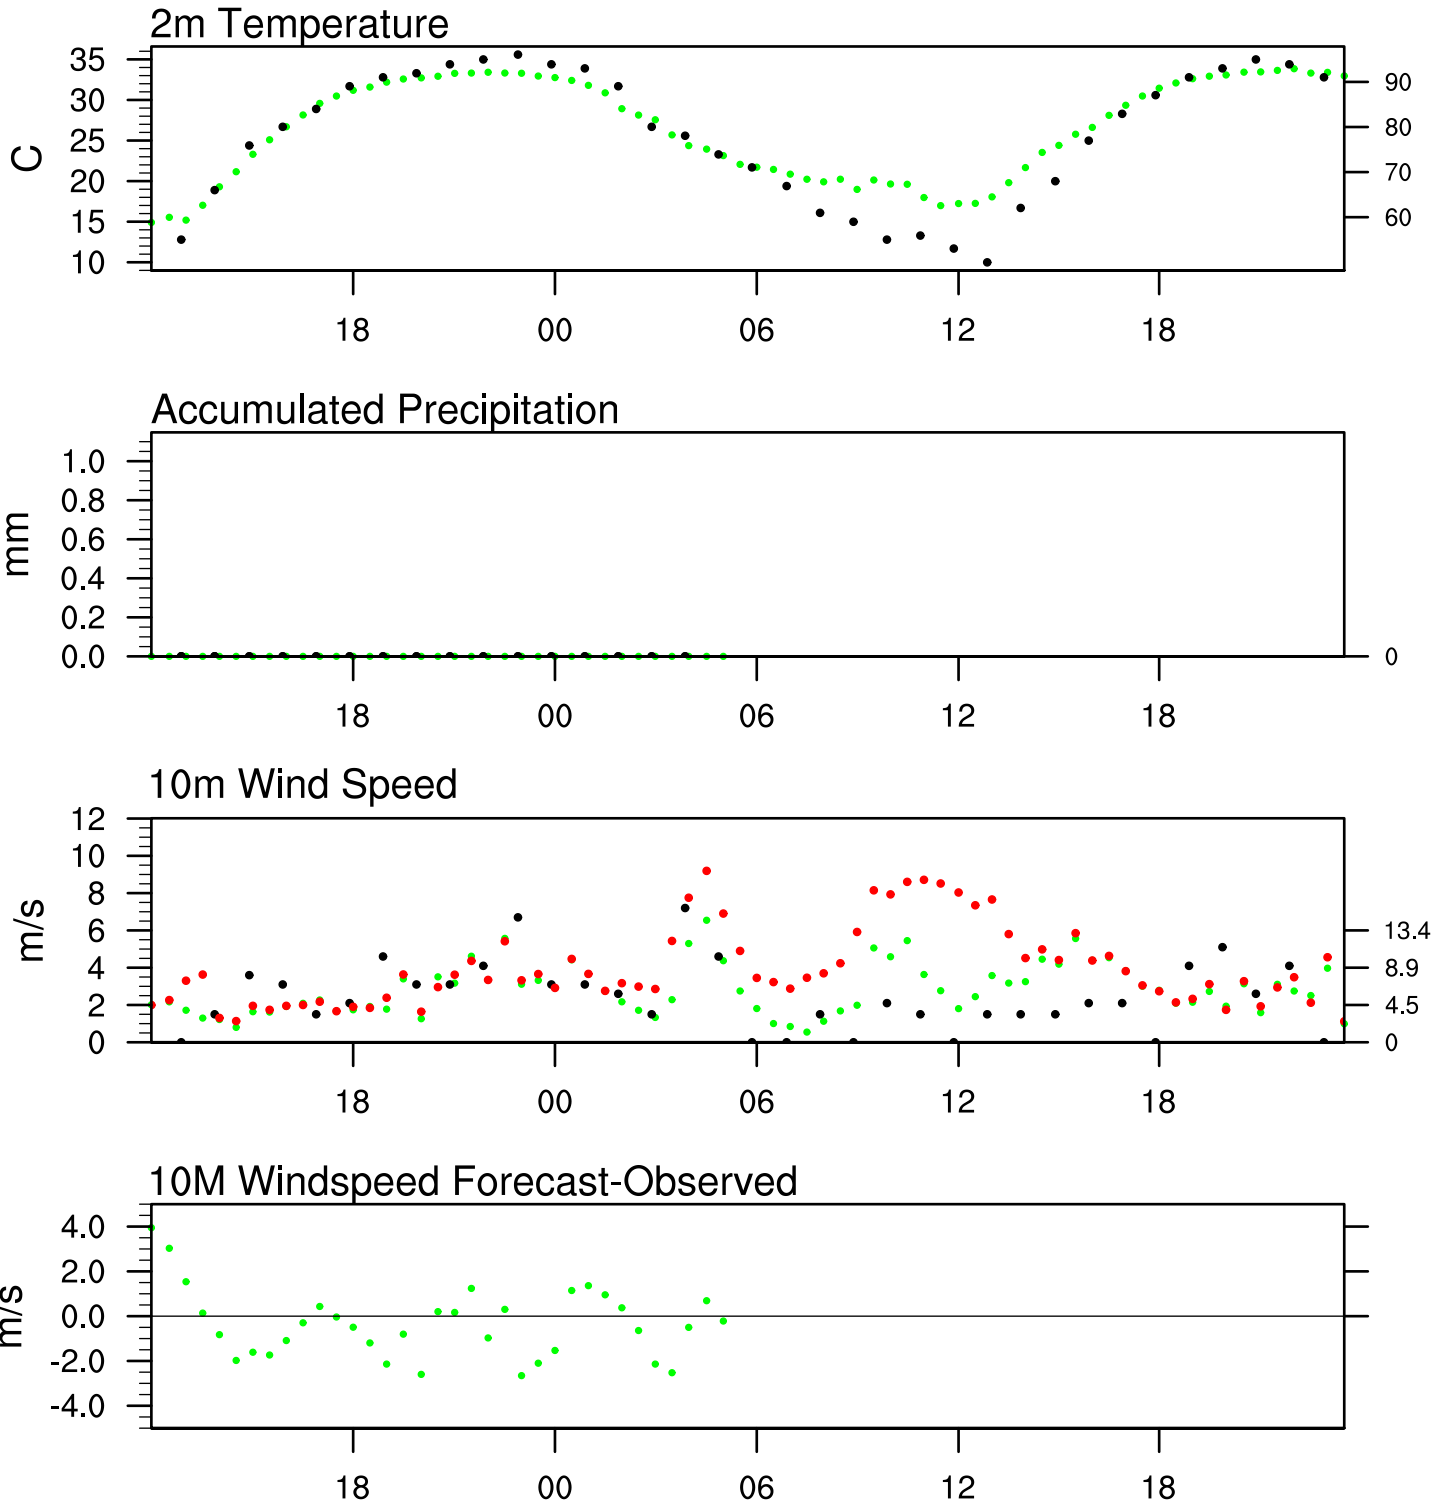 2m Temperature
35
30
25
20
15
10
C
90
80
70
60
18 00 06 12 18
Accumulated Precipitation
1.0
0.8
0.6
0.4
0.2
0.0
mm
0
18 00 06 12 18
10m Wind Speed
12
10
8
6
4
2
0
m/s
13.4
8.9
4.5
0
18 00 06 12 18
10M Windspeed Forecast-Observed
4.0
2.0
0.0
-2.0
-4.0
m/s
18 00 06 12 18